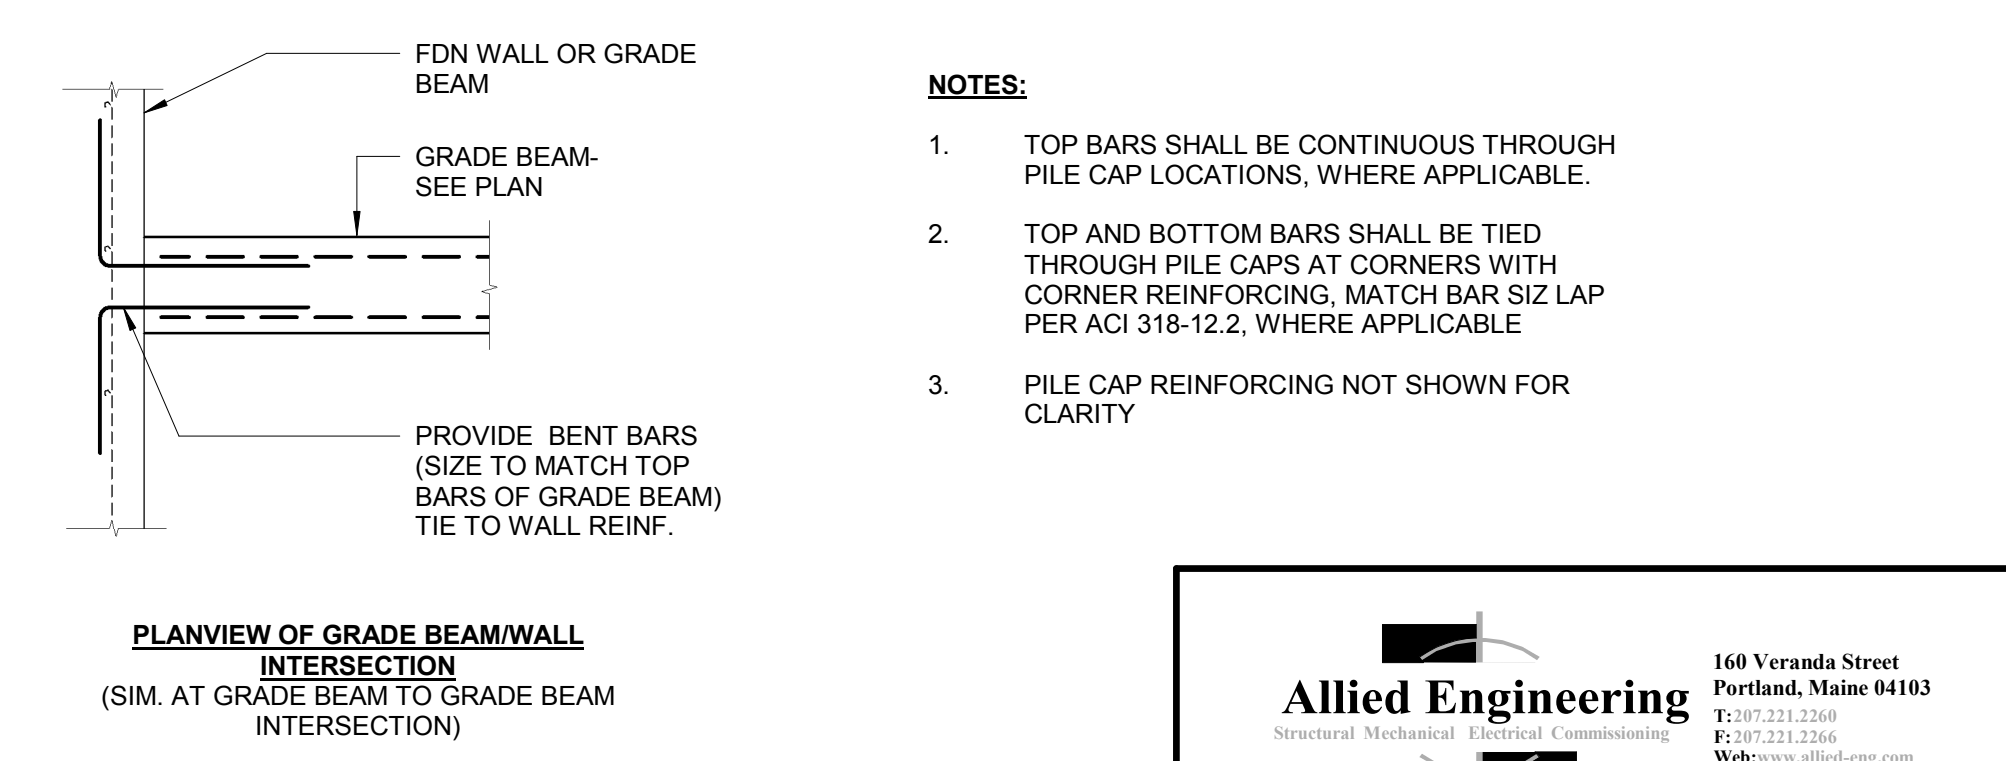 FDN WALL OR GRADE
BEAM
GRADE BEAM-
SEE PLAN
PROVIDE BENT BARS
(SIZE TO MATCH TOP
BARS OF GRADE BEAM)
TIE TO WALL REINF.
PLANVIEW OF GRADE BEAM/WALL
INTERSECTION
(SIM. AT GRADE BEAM TO GRADE BEAM
INTERSECTION)
NOTES:
1. TOP BARS SHALL BE CONTINUOUS THROUGH
PILE CAP LOCATIONS, WHERE APPLICABLE.
2. TOP AND BOTTOM BARS SHALL BE TIED
THROUGH PILE CAPS AT CORNERS WITH
CORNER REINFORCING, MATCH BAR SIZ LAP
PER ACI 318-12.2, WHERE APPLICABLE
3. PILE CAP REINFORCING NOT SHOWN FOR
CLARITY
Allied Engineering
Structural Mechanical Electrical Commissioning
160 Veranda Street
Portland, Maine 04103
T:207.221.2260
F:207.221.2266
Web:www.allied-eng.com